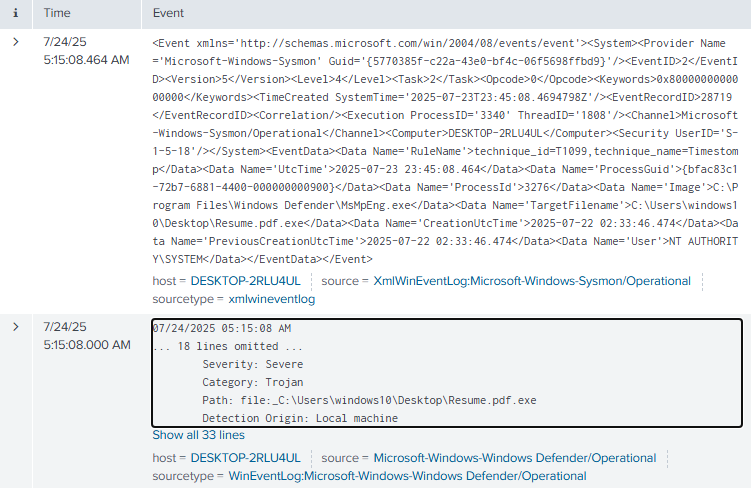 i Time Event
7/24/25
5:15:08.464 AM
<Event xmlns='http://schemas.microsoft.com/win/2004/08/events/event'><System><Provider Name
='Microsoft-Windows-Sysmon' Guid='{5770385f-c22a-43e0-bf4c-06f5698ffbd9}'/><EventID>2</EventI
D><Version>5</Version><Level>4</Level><Task>2</Task><Opcode>0</Opcode><Keywords>0x80000000000
00000</Keywords><TimeCreated SystemTime='2025-07-23T23:45:08.4694798Z'/><EventRecordID>28719
</EventRecordID><Correlation/><Execution ProcessID='3340' ThreadID='1808'/><Channel>Microsoft
-Windows-Sysmon/Operational</Channel><Computer>DESKTOP-2RLU4UL</Computer><Security UserID='S-
1-5-18'/></System><EventData><Data Name='RuleName'>technique_id=T1099,technique_name=Timestom
p</Data><Data Name='UtcTime'>2025-07-23 23:45:08.464</Data><Data Name='ProcessGuid'>{bfac83c1
-72b7-6881-4400-000000000900}</Data><Data Name='ProcessId'>3276</Data><Data Name='Image'>C:\P
rogram Files\Windows Defender\MsMpEng.exe</Data><Data Name='TargetFilename'>C:\Users\windows1
0\Desktop\Resume.pdf.exe</Data><Data Name='CreationUtcTime'>2025-07-22 02:33:46.474</Data><Da
ta Name='PreviousCreationUtcTime'>2025-07-22 02:33:46.474</Data><Data Name='User'>NT AUTHORIT
Y\SYSTEM</Data></EventData></Event>
host = DESKTOP-2RLU4UL source = XmlWinEventLog:Microsoft-Windows-Sysmon/Operational
sourcetype = xmlwineventlog
7/24/25
5:15:08.000 AM
07/24/2025 05:15:08 AM
... 18 lines omitted ...
Severity: Severe
Category: Trojan
Path: file:_C:\Users\windows10\Desktop\Resume.pdf.exe
Detection Origin: Local machine
Show all 33 lines
host = DESKTOP-2RLU4UL source = Microsoft-Windows-Windows Defender/Operational
sourcetype = WinEventLog:Microsoft-Windows-Windows Defender/Operational